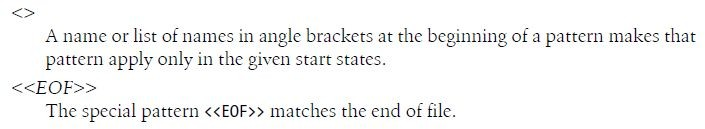 <>
A name or list of names in angle brackets at the beginning of a pattern makes that
pattern apply only in the given start states.
<<EOF>>
The special pattern <<EOF>> matches the end of file.